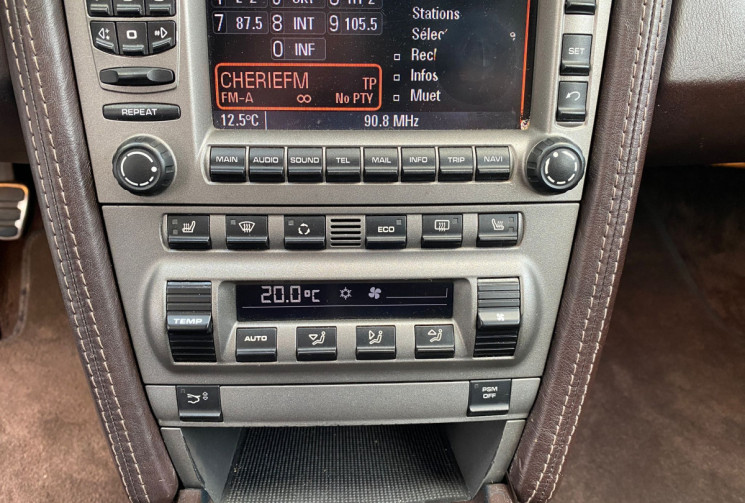 Stations
7 87.5 8 INT 9 105.5
0 INF
Infos
Muet
CHERIEFM TP
FM-A No PTY
12.5°C 90.8 MHz
0
SET
REPEAT
MAIN AUDIO SOUND TEL MAIL INFO TRIP NAVI
ECO
20.0°C
TEMP
AUTO
PSM
OFF